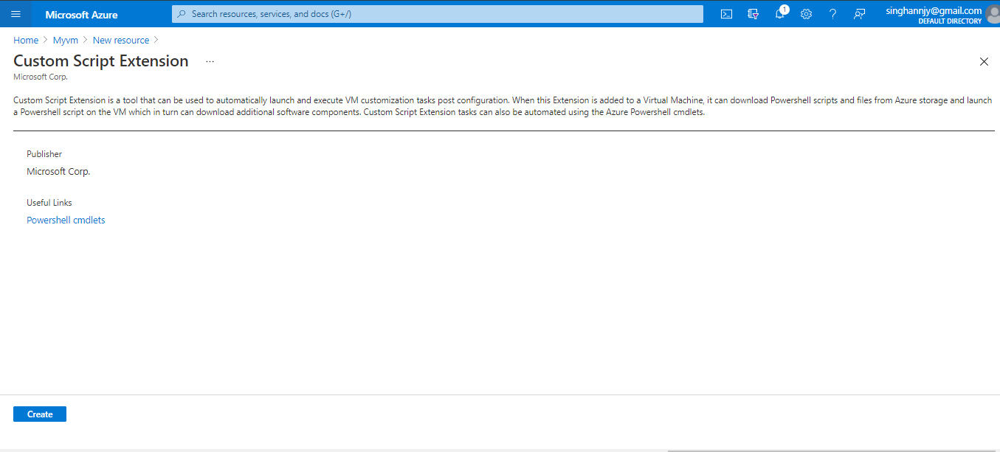 Microsoft Azure
Search resources, services, and docs (G+/)
1
singhannjy@gmail.com
DEFAULT DIRECTORY
Home > Myvm > New resource >
Custom Script Extension ...
Microsoft Corp.
Custom Script Extension is a tool that can be used to automatically launch and execute VM customization tasks post configuration. When this Extension is added to a Virtual Machine, it can download Powershell scripts and files from Azure storage and launch
a Powershell script on the VM which in turn can download additional software components. Custom Script Extension tasks can also be automated using the Azure Powershell cmdlets.
Publisher
Microsoft Corp.
Useful Links
Powershell cmdlets
Create